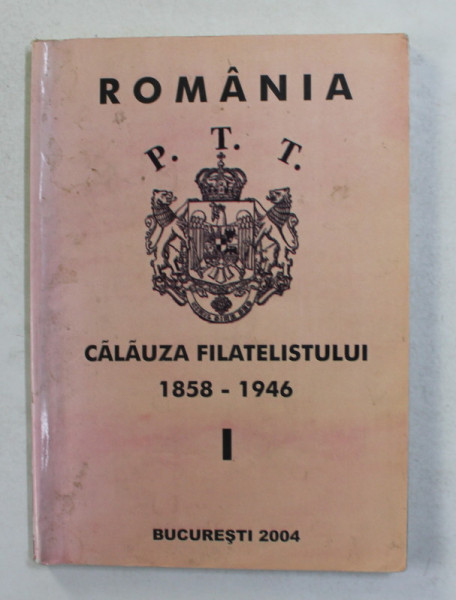 ROMÂNIA
P. T. T.
CĂLĂUZA FILATELISTULUI
1858 - 1946
I
BUCUREŞTI 2004